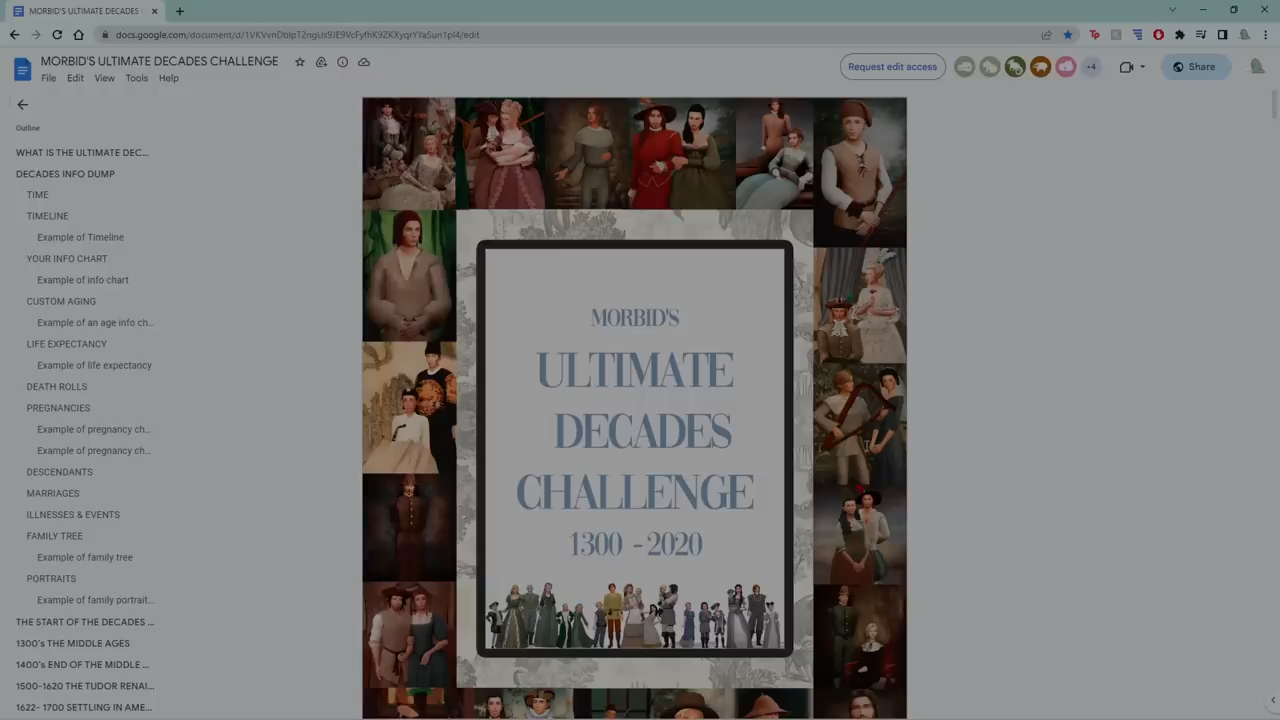 MORBID'S ULTIMATE DECADES
docs.google.com/document/d/1VKVvnDbIpT2ngUs9JE9VcFyfhK9ZKXyqrYYaSun1pI4/edit
MORBID'S ULTIMATE DECADES CHALLENGE
File Edit View Tools Help
Request edit access
+4
Share
Outline
WHAT IS THE ULTIMATE DEC...
DECADES INFO DUMP
TIME
TIMELINE
Example of Timeline
YOUR INFO CHART
Example of info chart
CUSTOM AGING
Example of an age info ch...
LIFE EXPECTANCY
Example of life expectancy
DEATH ROLLS
PREGNANCIES
Example of pregnancy ch...
Example of pregnancy ch...
DESCENDANTS
MARRIAGES
ILLNESSES & EVENTS
FAMILY TREE
Example of family tree
PORTRAITS
Example of family portrait...
THE START OF THE DECADES ...
1300's THE MIDDLE AGES
1400's END OF THE MIDDLE ...
1500-1620 THE TUDOR RENAI...
1622- 1700 SETTLING IN AME...
MORBID'S
ULTIMATE
DECADES
CHALLENGE
1300 - 2020